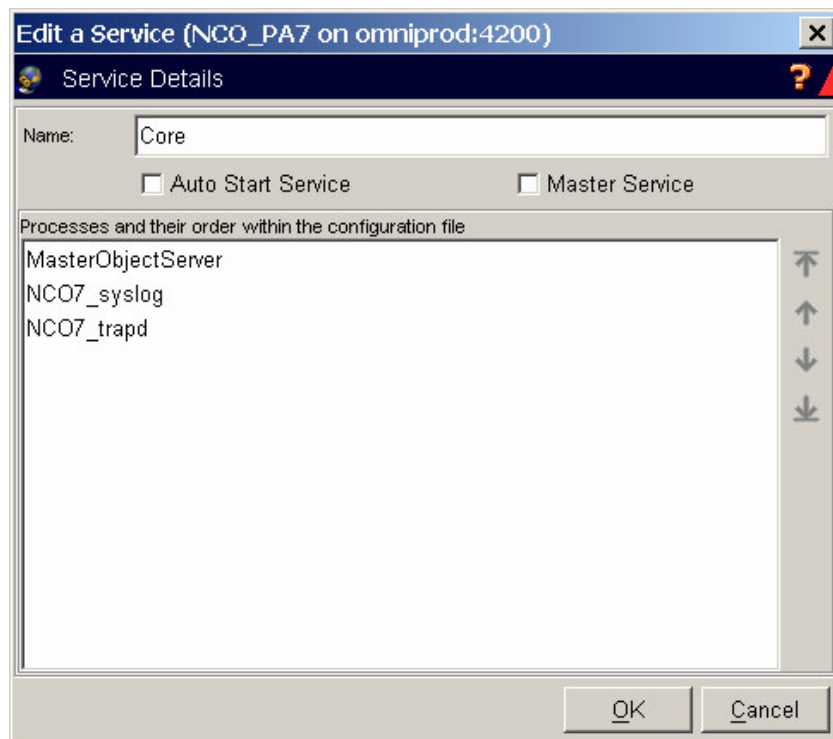 Edit a Service (NCO_PA7 on omniprod:4200)
Service Details
?
Name: Core
Auto Start Service Master Service
Processes and their order within the configuration file
MasterObjectServer
NCO7_syslog
NCO7_trapd
OK Cancel